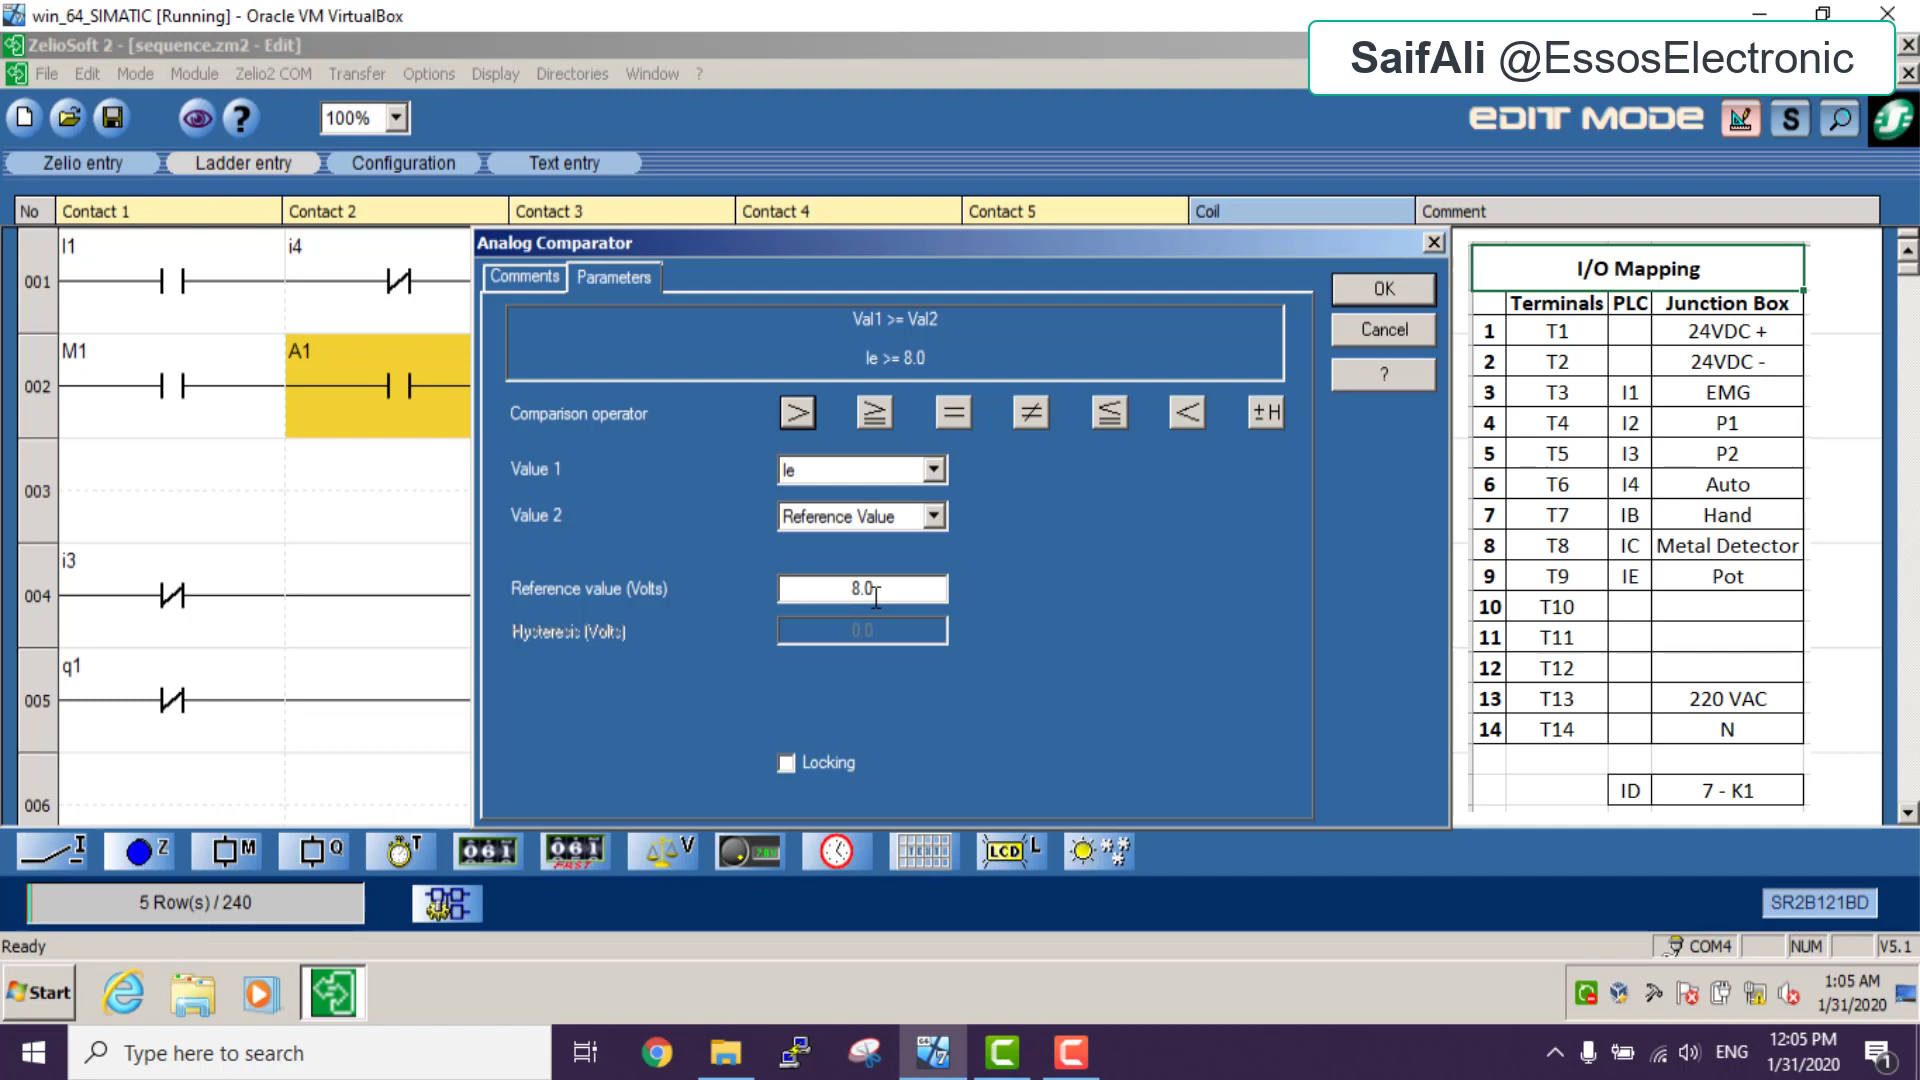 win_64_SIMATIC [Running] - Oracle VM VirtualBox
SaifAli @EssosElectronic
ZelioSoft 2 - [sequence.zm2 - Edit]
File Edit Mode Module Zelio2 COM Transfer Options Display Directories Window ?
100%
EDIT MODE
S
Zelio entry
Ladder entry
Configuration
Text entry
No Contact 1 Contact 2 Contact 3 Contact 4 Contact 5 Coil Comment
001 I1 i4
002 M1 A1
003
004 i3
005 q1
006
Analog Comparator
Comments Parameters
Val1 >= Val2
Ie >= 8.0
Comparison operator > ≧ = ≠ ≦ < ±H
Value 1 Ie
Value 2 Reference Value
Reference value (Volts) 8.0
Hysteresis (Volts) 0.0
Locking
OK
Cancel
?
I/O Mapping
Terminals PLC Junction Box
1 T1 24VDC +
2 T2 24VDC -
3 T3 I1 EMG
4 T4 I2 P1
5 T5 I3 P2
6 T6 I4 Auto
7 T7 IB Hand
8 T8 IC Metal Detector
9 T9 IE Pot
10 T10
11 T11
12 T12
13 T13 220 VAC
14 T14 N
ID 7 - K1
I Z M Q T 061 061 FAST V TEXTS LCD L
5 Row(s) / 240
SR2B121BD
Ready
COM4 NUM V5.1
Start
1:05 AM
1/31/2020
Type here to search
ENG
12:05 PM
1/31/2020
1